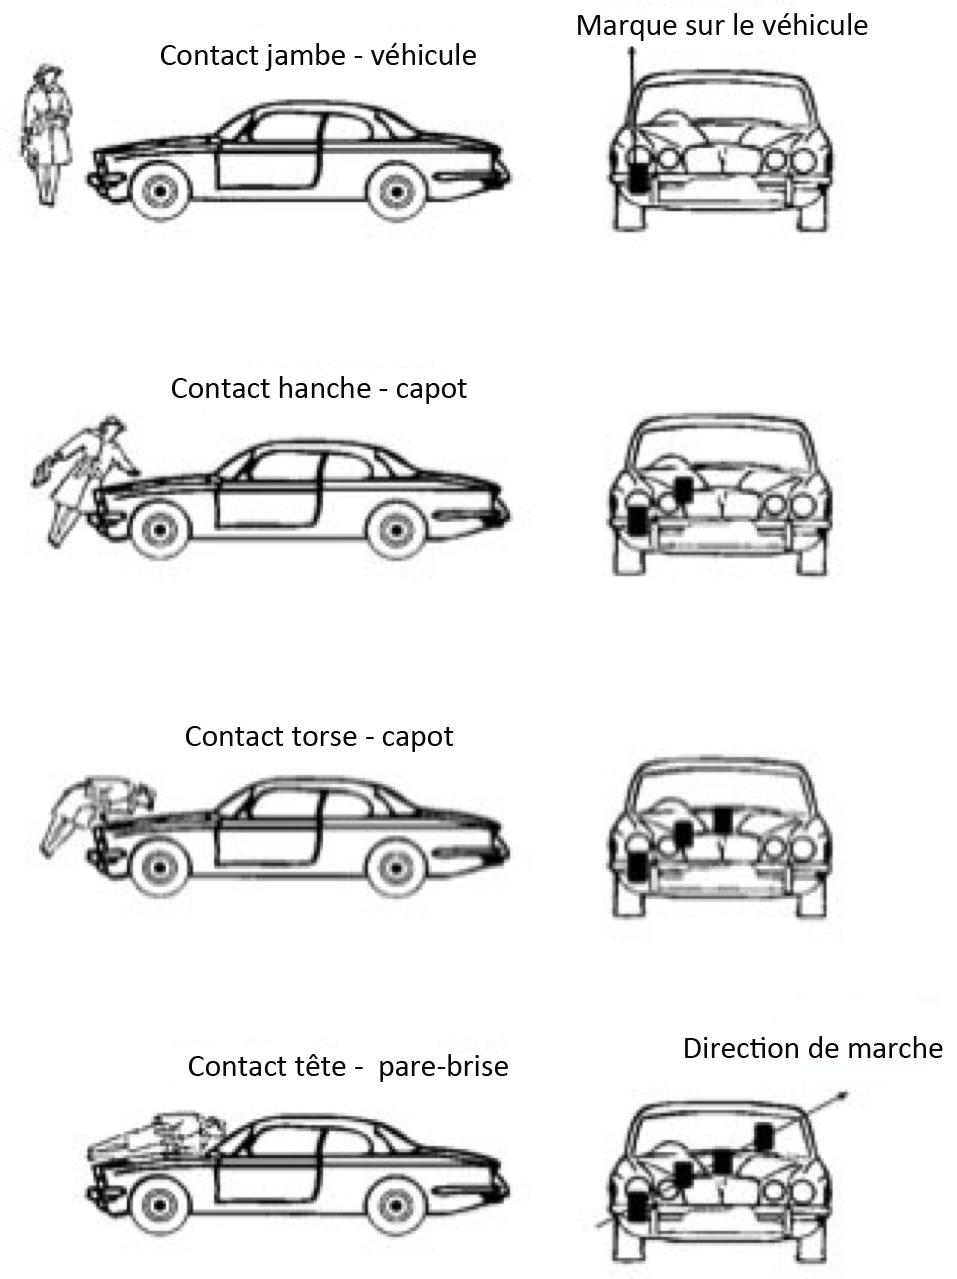 Marque sur le véhicule
Contact jambe - véhicule
Contact hanche - capot
Contact torse - capot
Direction de marche
Contact tête - pare-brise